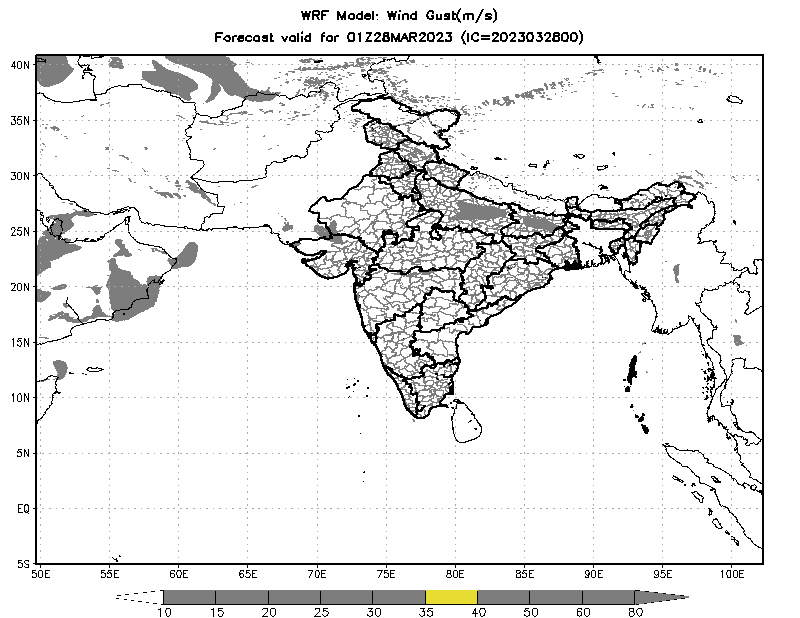 WRF Model: Wind Gust(m/s)
Forecast valid for 01Z28MAR2023 (IC=2023032800)
40N
35N
30N
25N
20N
15N
10N
5N
EQ
5S
50E 55E 60E 65E 70E 75E 80E 85E 90E 95E 100E
10 15 20 25 30 35 40 50 60 80